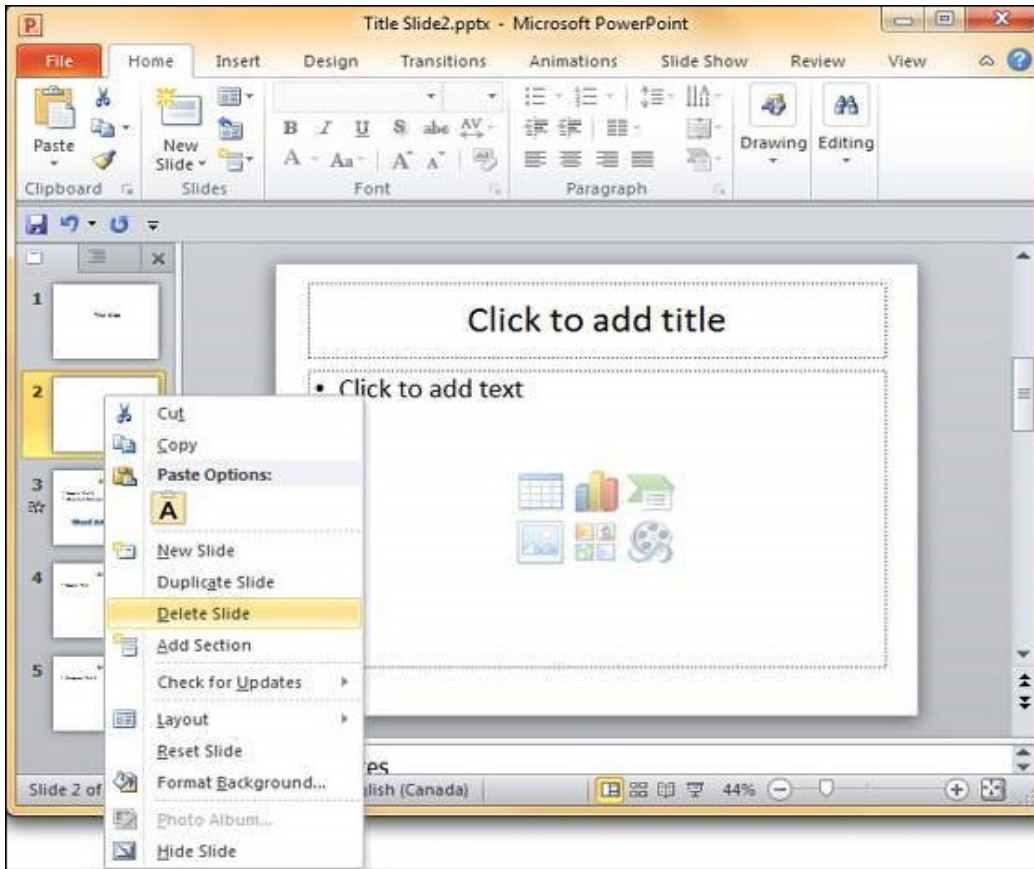 Title Slide2.pptx - Microsoft PowerPoint
File Home Insert Design Transitions Animations Slide Show Review View
Paste
New Slide
B I U S abc AV
A Aa A A
Drawing Editing
Clipboard Slides Font Paragraph
1
Click to add title
2
• Click to add text
Cut
Copy
Paste Options:
A
3
New Slide
4
Duplicate Slide
Delete Slide
Add Section
5
Check for Updates
Layout
Reset Slide
Format Background...
Slide 2 of
(Canada)
44%
Photo Album...
Hide Slide